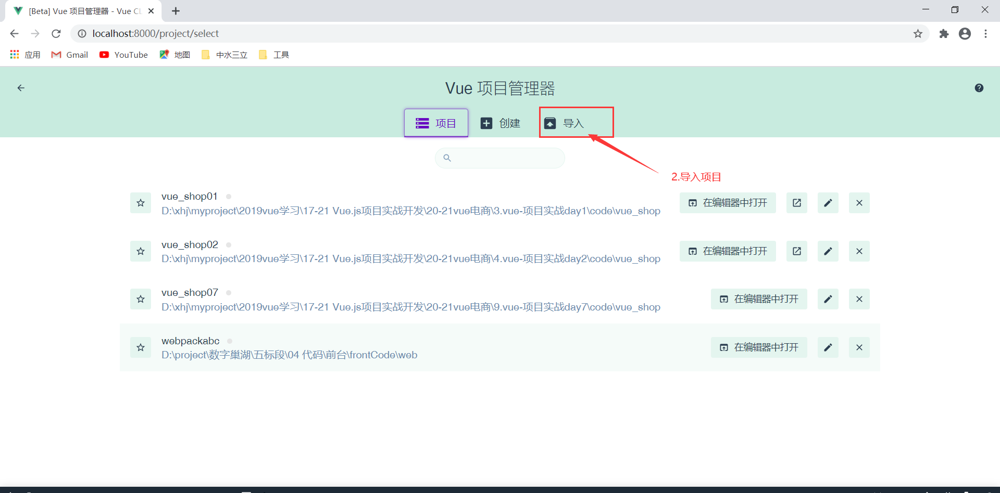 [Beta] Vue 项目管理器 - Vue CL
localhost:8000/project/select
应用 Gmail YouTube 地图 中水三立 工具
Vue 项目管理器
项目 创建 导入
2.导入项目
vue_shop01
D:\xhj\myproject\2019vue学习\17-21 Vue.js项目实战开发\20-21vue电商\3.vue-项目实战day1\code\vue_shop
在编辑器中打开
vue_shop02
D:\xhj\myproject\2019vue学习\17-21 Vue.js项目实战开发\20-21vue电商\4.vue-项目实战day2\code\vue_shop
在编辑器中打开
vue_shop07
D:\xhj\myproject\2019vue学习\17-21 Vue.js项目实战开发\20-21vue电商\9.vue-项目实战day7\code\vue_shop
在编辑器中打开
webpackabc
D:\project\数字巢湖\五标段\04 代码\前台\frontCode\web
在编辑器中打开